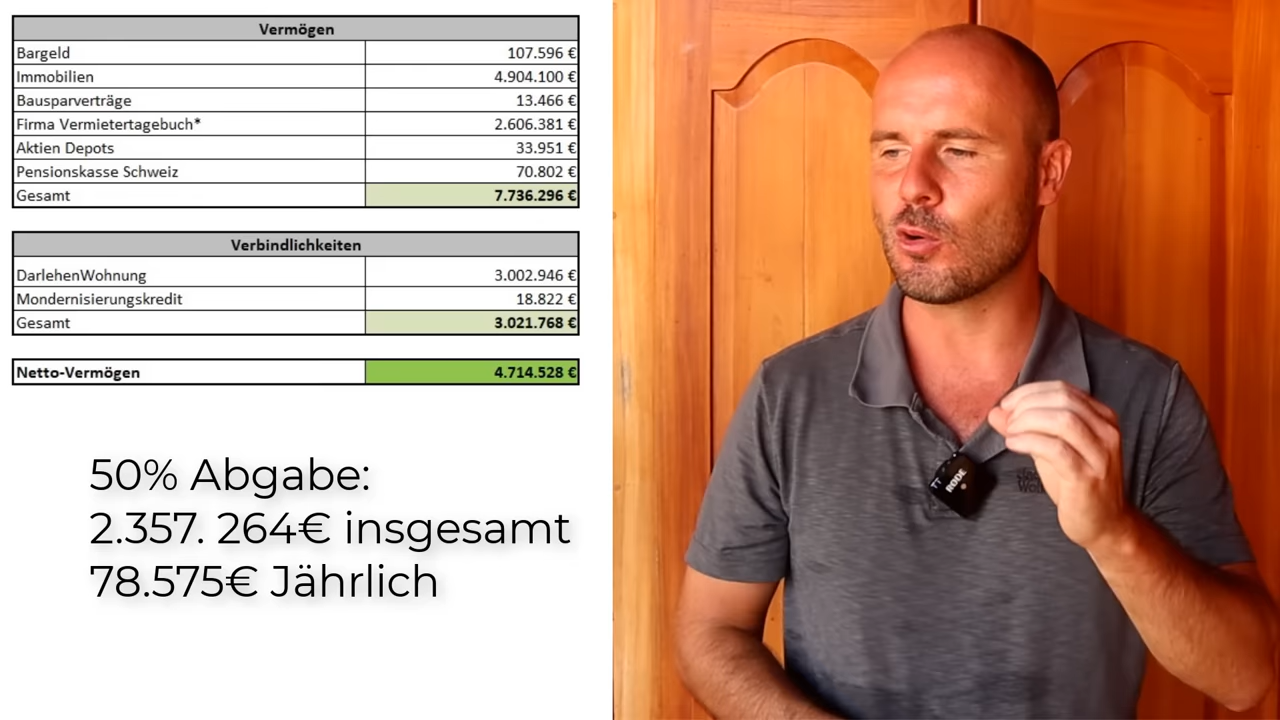 Vermögen
Bargeld 107.596 €
Immobilien 4.904.100 €
Bausparverträge 13.466 €
Firma Vermietertagebuch* 2.606.381 €
Aktien Depots 33.951 €
Pensionskasse Schweiz 70.802 €
Gesamt 7.736.296 €
Verbindlichkeiten
DarlehenWohnung 3.002.946 €
Mondernisierungskredit 18.822 €
Gesamt 3.021.768 €
Netto-Vermögen 4.714.528 €
50% Abgabe:
2.357. 264€ insgesamt
78.575€ Jährlich
RØDE